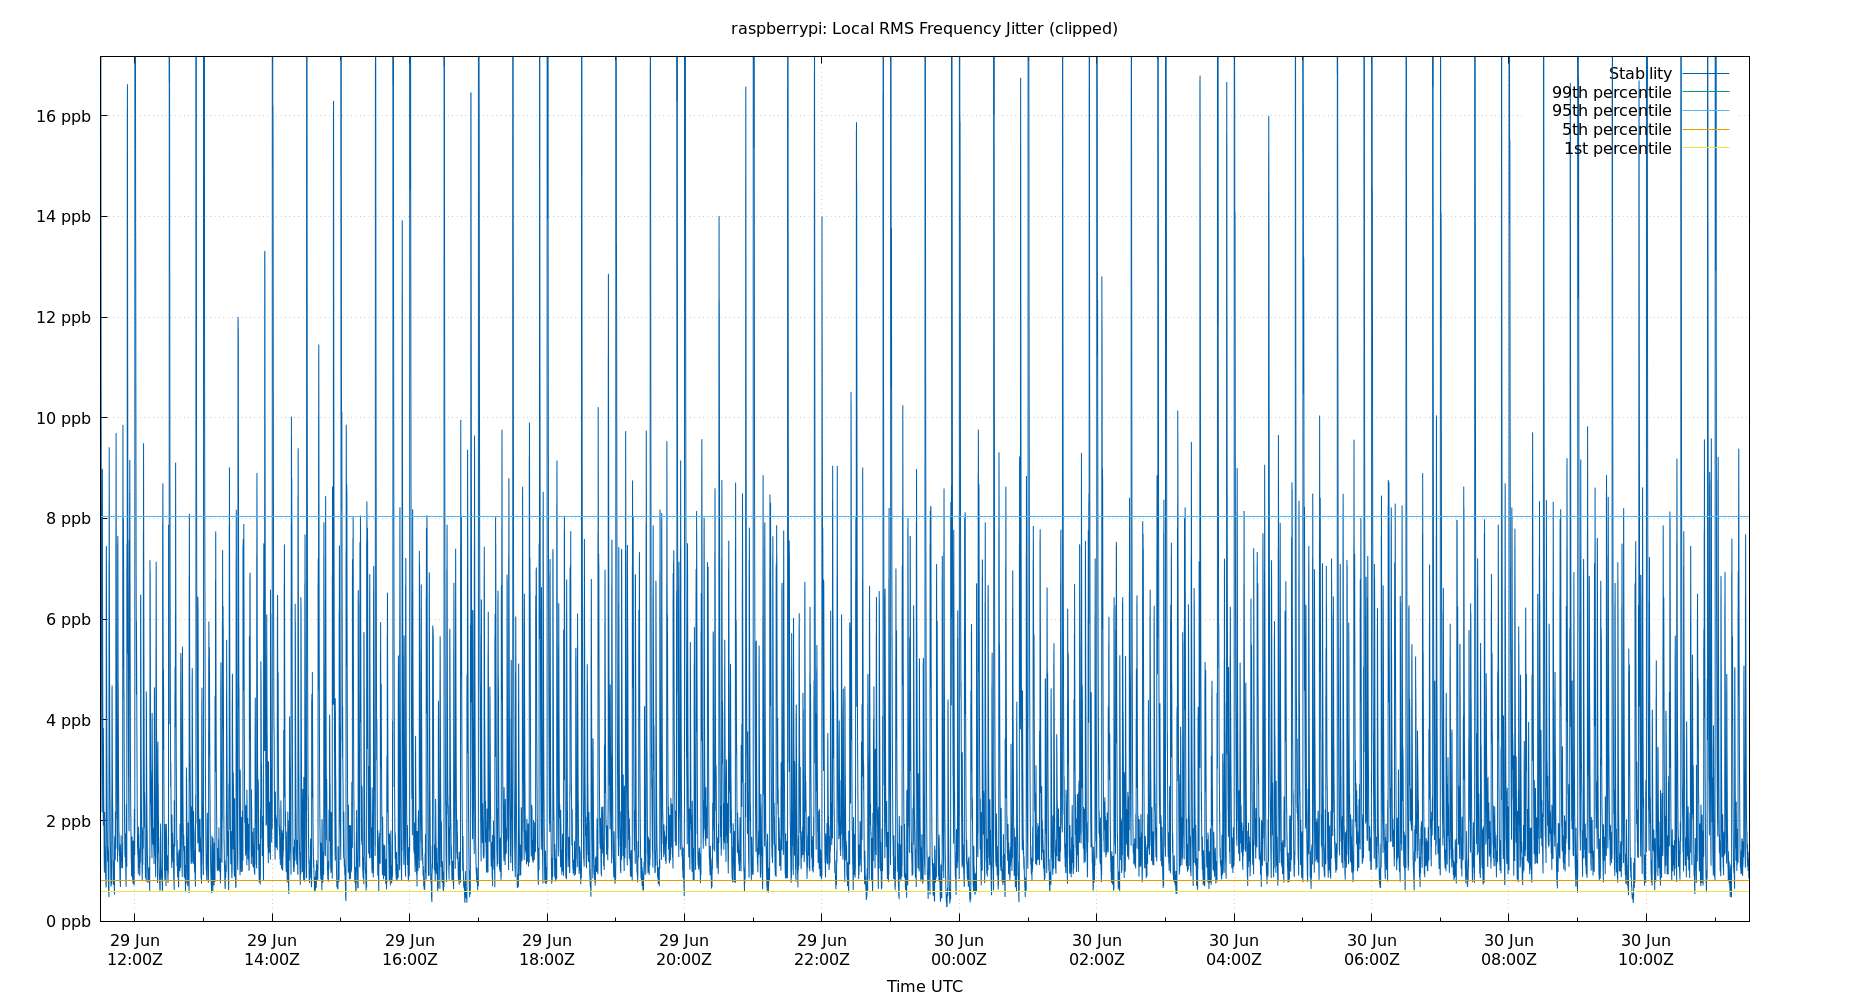 raspberrypi: Local RMS Frequency Jitter (clipped)
Stability
99th percentile
95th percentile
5th percentile
1st percentile
16 ppb
14 ppb
12 ppb
10 ppb
8 ppb
6 ppb
4 ppb
2 ppb
0 ppb
29 Jun 29 Jun 29 Jun 29 Jun 29 Jun 29 Jun 30 Jun 30 Jun 30 Jun 30 Jun 30 Jun 30 Jun
12:00Z 14:00Z 16:00Z 18:00Z 20:00Z 22:00Z 00:00Z 02:00Z 04:00Z 06:00Z 08:00Z 10:00Z
Time UTC